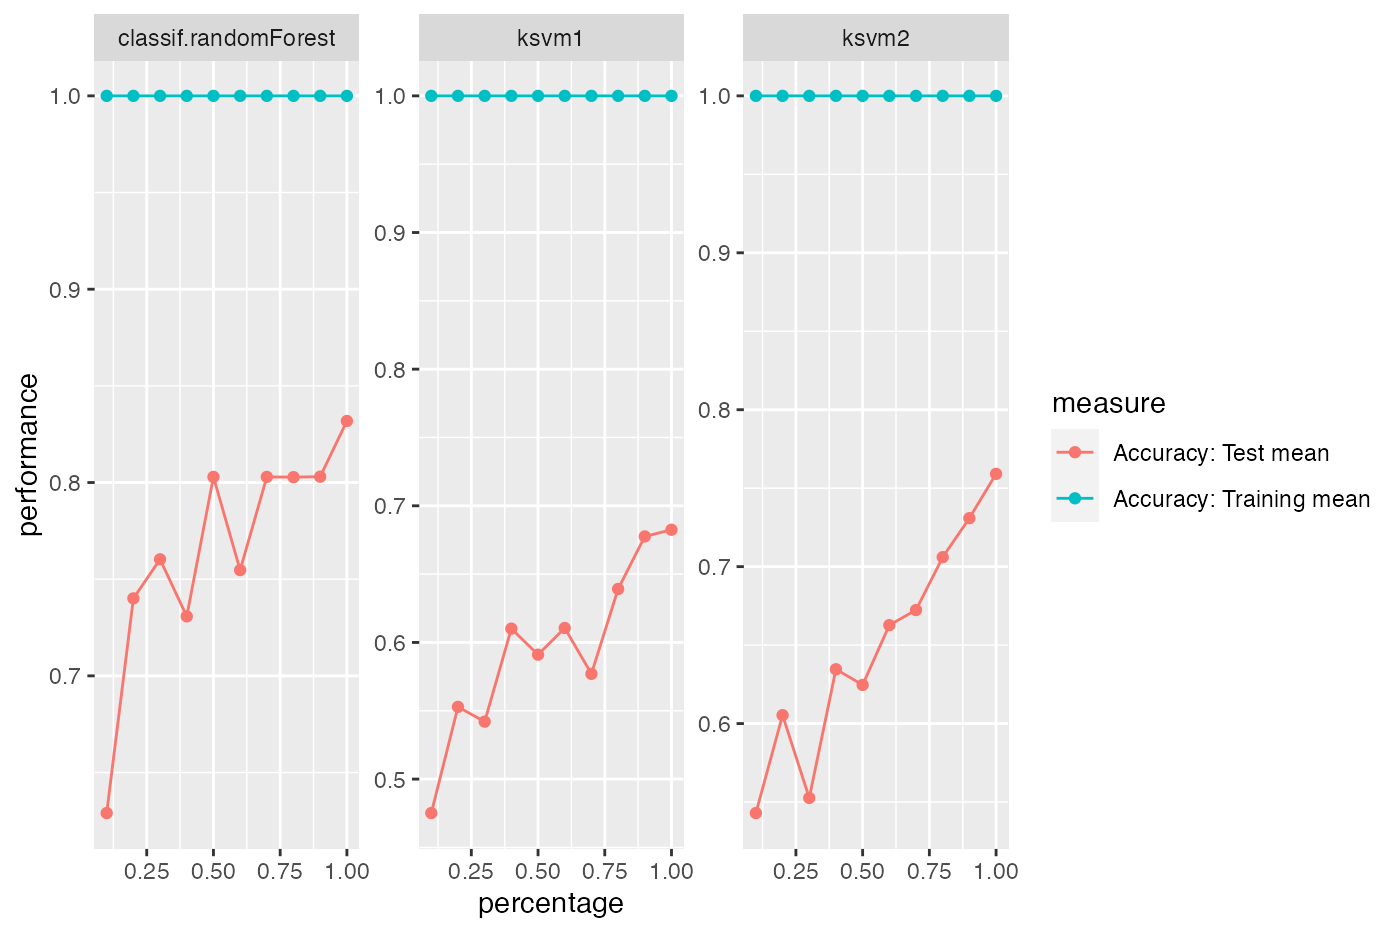 classif.randomForest
ksvm1
ksvm2
performance
1.0
0.9
0.8
0.7
1.0
0.9
0.8
0.7
0.6
0.5
1.0
0.9
0.8
0.7
0.6
0.25 0.50 0.75 1.00
0.25 0.50 0.75 1.00
0.25 0.50 0.75 1.00
percentage
measure
Accuracy: Test mean
Accuracy: Training mean